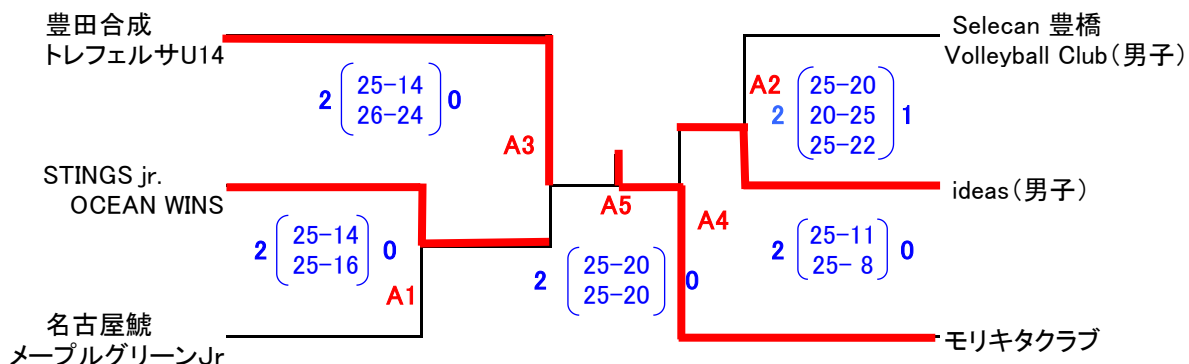 豊田合成
トレフェルサU14
Selecan 豊橋
Volleyball Club(男子)
2 25-14 0
26-24
A2
2 25-20 1
20-25
25-22
A3
STINGS jr.
OCEAN WINS
ideas(男子)
A5
A4
2 25-14 0
25-16
2 25-20 0
25-20
2 25-11 0
25- 8
A1
名古屋鯱
メープルグリーンJr
モリキタクラブ